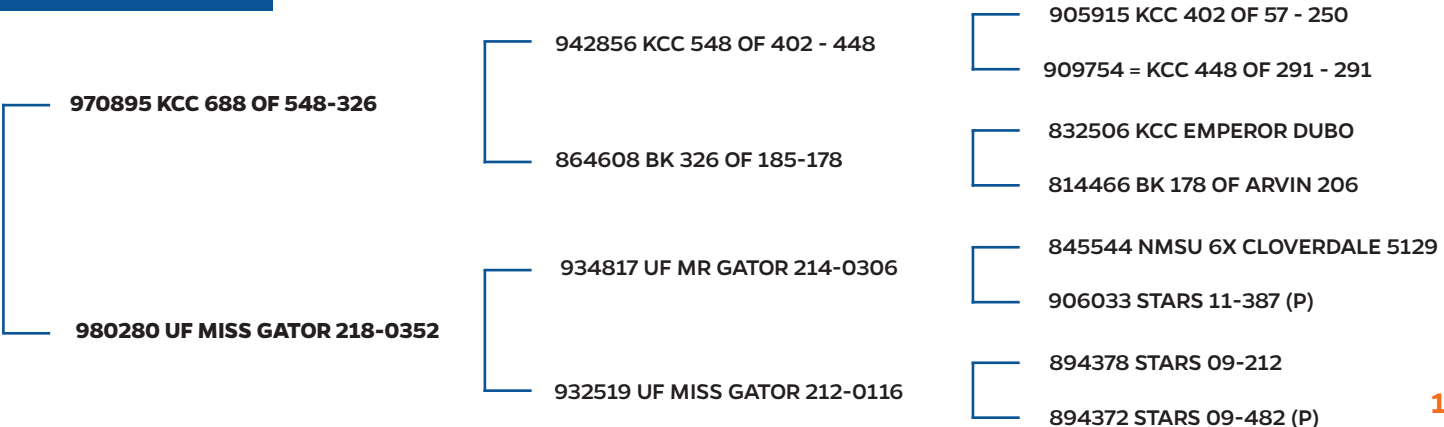 905915 KCC 402 OF 57 - 250
942856 KCC 548 OF 402 - 448
909754 = KCC 448 OF 291 - 291
970895 KCC 688 OF 548-326
832506 KCC EMPEROR DUBO
864608 BK 326 OF 185-178
814466 BK 178 OF ARVIN 206
845544 NMSU 6X CLOVERDALE 5129
934817 UF MR GATOR 214-0306
906033 STARS 11-387 (P)
980280 UF MISS GATOR 218-0352
894378 STARS 09-212
932519 UF MISS GATOR 212-0116
894372 STARS 09-482 (P)
1